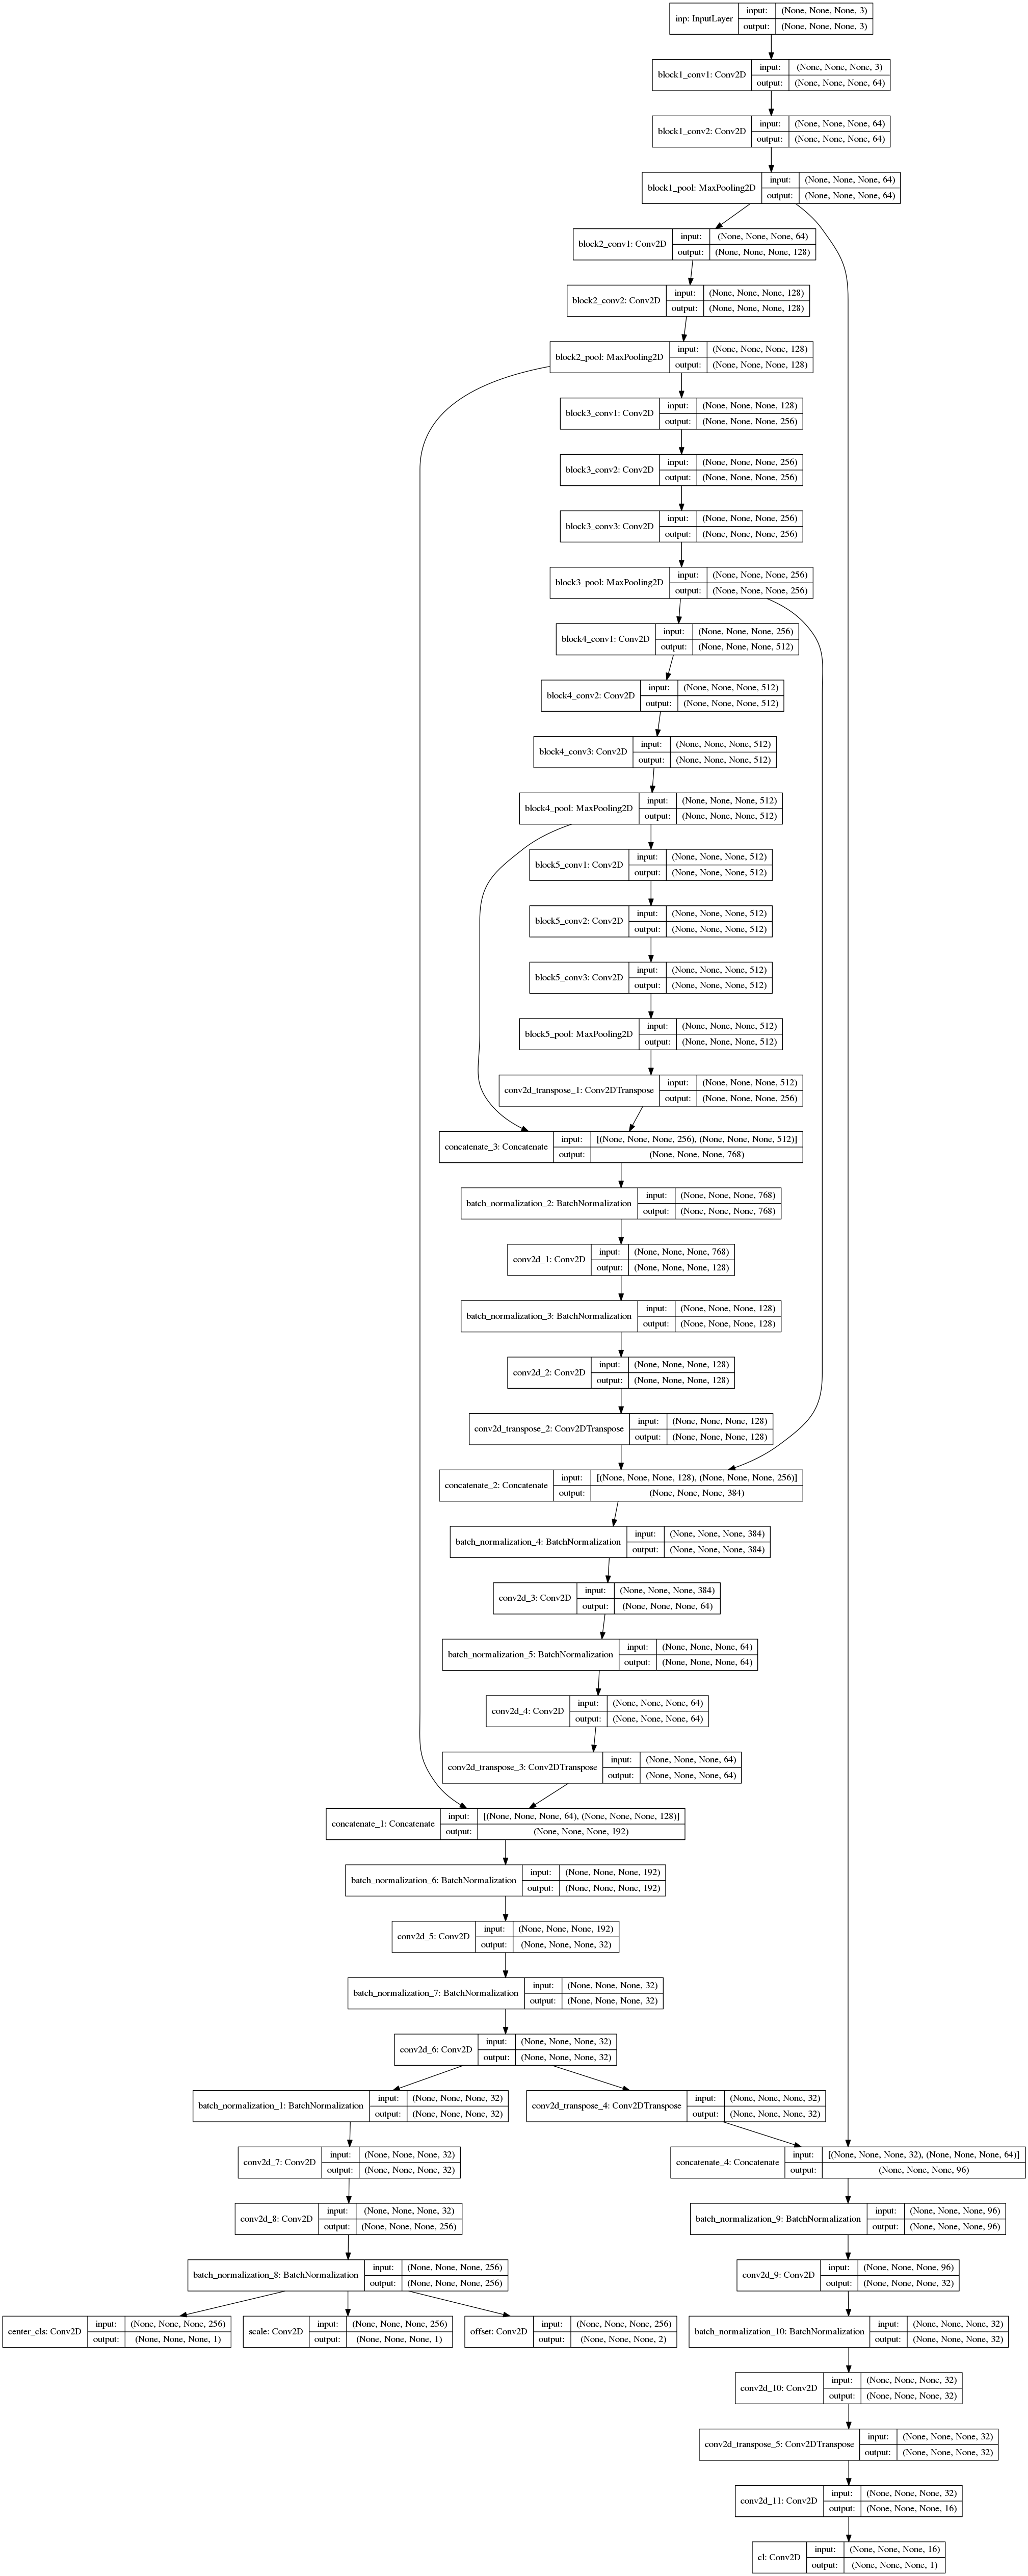 inp: InputLayer
input:
(None, None, None, 3)
output:
(None, None, None, 3)
block1_conv1: Conv2D
input:
(None, None, None, 3)
output:
(None, None, None, 64)
block1_conv2: Conv2D
input:
(None, None, None, 64)
output:
(None, None, None, 64)
block1_pool: MaxPooling2D
input:
(None, None, None, 64)
output:
(None, None, None, 64)
block2_conv1: Conv2D
input:
(None, None, None, 64)
output:
(None, None, None, 128)
block2_conv2: Conv2D
input:
(None, None, None, 128)
output:
(None, None, None, 128)
block2_pool: MaxPooling2D
input:
(None, None, None, 128)
output:
(None, None, None, 128)
block3_conv1: Conv2D
input:
(None, None, None, 128)
output:
(None, None, None, 256)
block3_conv2: Conv2D
input:
(None, None, None, 256)
output:
(None, None, None, 256)
block3_conv3: Conv2D
input:
(None, None, None, 256)
output:
(None, None, None, 256)
block3_pool: MaxPooling2D
input:
(None, None, None, 256)
output:
(None, None, None, 256)
block4_conv1: Conv2D
input:
(None, None, None, 256)
output:
(None, None, None, 512)
block4_conv2: Conv2D
input:
(None, None, None, 512)
output:
(None, None, None, 512)
block4_conv3: Conv2D
input:
(None, None, None, 512)
output:
(None, None, None, 512)
block4_pool: MaxPooling2D
input:
(None, None, None, 512)
output:
(None, None, None, 512)
block5_conv1: Conv2D
input:
(None, None, None, 512)
output:
(None, None, None, 512)
block5_conv2: Conv2D
input:
(None, None, None, 512)
output:
(None, None, None, 512)
block5_conv3: Conv2D
input:
(None, None, None, 512)
output:
(None, None, None, 512)
block5_pool: MaxPooling2D
input:
(None, None, None, 512)
output:
(None, None, None, 512)
conv2d_transpose_1: Conv2DTranspose
input:
(None, None, None, 512)
output:
(None, None, None, 256)
concatenate_3: Concatenate
input:
[(None, None, None, 256), (None, None, None, 512)]
output:
(None, None, None, 768)
batch_normalization_2: BatchNormalization
input:
(None, None, None, 768)
output:
(None, None, None, 768)
conv2d_1: Conv2D
input:
(None, None, None, 768)
output:
(None, None, None, 128)
batch_normalization_3: BatchNormalization
input:
(None, None, None, 128)
output:
(None, None, None, 128)
conv2d_2: Conv2D
input:
(None, None, None, 128)
output:
(None, None, None, 128)
conv2d_transpose_2: Conv2DTranspose
input:
(None, None, None, 128)
output:
(None, None, None, 128)
concatenate_2: Concatenate
input:
[(None, None, None, 128), (None, None, None, 256)]
output:
(None, None, None, 384)
batch_normalization_4: BatchNormalization
input:
(None, None, None, 384)
output:
(None, None, None, 384)
conv2d_3: Conv2D
input:
(None, None, None, 384)
output:
(None, None, None, 64)
batch_normalization_5: BatchNormalization
input:
(None, None, None, 64)
output:
(None, None, None, 64)
conv2d_4: Conv2D
input:
(None, None, None, 64)
output:
(None, None, None, 64)
conv2d_transpose_3: Conv2DTranspose
input:
(None, None, None, 64)
output:
(None, None, None, 64)
concatenate_1: Concatenate
input:
[(None, None, None, 64), (None, None, None, 128)]
output:
(None, None, None, 192)
batch_normalization_6: BatchNormalization
input:
(None, None, None, 192)
output:
(None, None, None, 192)
conv2d_5: Conv2D
input:
(None, None, None, 192)
output:
(None, None, None, 32)
batch_normalization_7: BatchNormalization
input:
(None, None, None, 32)
output:
(None, None, None, 32)
conv2d_6: Conv2D
input:
(None, None, None, 32)
output:
(None, None, None, 32)
batch_normalization_1: BatchNormalization
input:
(None, None, None, 32)
output:
(None, None, None, 32)
conv2d_transpose_4: Conv2DTranspose
input:
(None, None, None, 32)
output:
(None, None, None, 32)
conv2d_7: Conv2D
input:
(None, None, None, 32)
output:
(None, None, None, 32)
concatenate_4: Concatenate
input:
[(None, None, None, 32), (None, None, None, 64)]
output:
(None, None, None, 96)
conv2d_8: Conv2D
input:
(None, None, None, 32)
output:
(None, None, None, 256)
batch_normalization_9: BatchNormalization
input:
(None, None, None, 96)
output:
(None, None, None, 96)
batch_normalization_8: BatchNormalization
input:
(None, None, None, 256)
output:
(None, None, None, 256)
conv2d_9: Conv2D
input:
(None, None, None, 96)
output:
(None, None, None, 32)
center_cls: Conv2D
input:
(None, None, None, 256)
output:
(None, None, None, 1)
scale: Conv2D
input:
(None, None, None, 256)
output:
(None, None, None, 1)
offset: Conv2D
input:
(None, None, None, 256)
output:
(None, None, None, 2)
batch_normalization_10: BatchNormalization
input:
(None, None, None, 32)
output:
(None, None, None, 32)
conv2d_10: Conv2D
input:
(None, None, None, 32)
output:
(None, None, None, 32)
conv2d_transpose_5: Conv2DTranspose
input:
(None, None, None, 32)
output:
(None, None, None, 32)
conv2d_11: Conv2D
input:
(None, None, None, 32)
output:
(None, None, None, 16)
cl: Conv2D
input:
(None, None, None, 16)
output:
(None, None, None, 1)